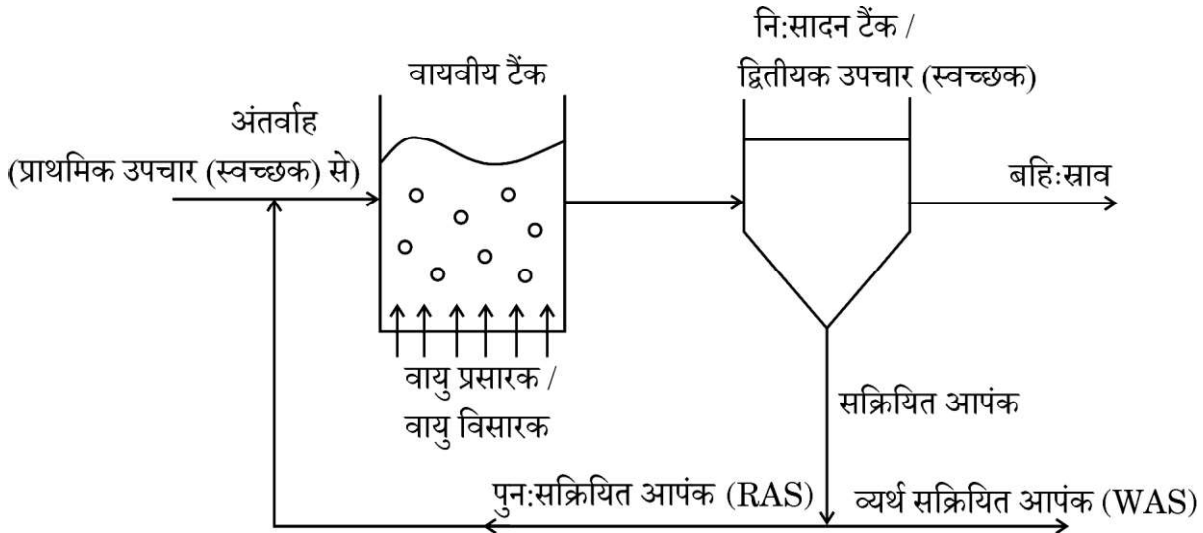 नि:सादन टैंक /
द्वितीयक उपचार (स्वच्छक)
वायवीय टैंक
अंतर्वाह
(प्राथमिक उपचार (स्वच्छक) से)
बहिःस्राव
वायु प्रसारक /
वायु विसारक
सक्रियित आपंक
पुन:सक्रियित आपंक (RAS)
व्यर्थ सक्रियित आपंक (WAS)